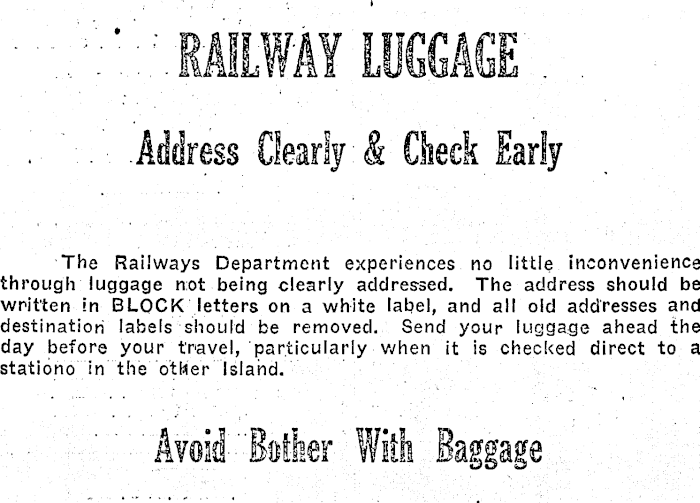 RAILWAY LUGGAGE
Address Clearly & Check Early
The Railways Department experiences no little inconvenience
through luggage not being clearly addressed. The address should be
written in BLOCK letters on a white label, and all old addresses and
destination labels should be removed. Send your luggage ahead the
day before your travel, particularly when it is checked direct to a
stationo in the other Island.
Avoid Bother With Baggage